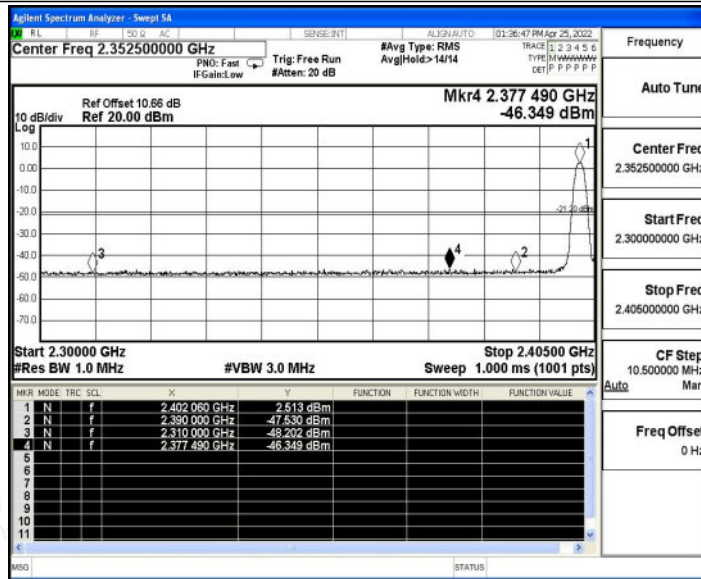 Agilent Spectrum Analyzer - Swept SA
RL RF 50 Ω AC SENSE:INT ALIGNAUTO 01:36:47 PM Apr 25, 2022
Center Freq 2.352500000 GHz
PNO: Fast
IFGain:Low
Trig: Free Run
#Atten: 20 dB
#Avg Type: RMS
Avg|Hold:> 14/14
TRACE 1 2 3 4 5 6
TYPE M W W W W W
DET P P P P P P
Frequency
Auto Tune
Mkr4 2.377 490 GHz
-46.349 dBm
Ref Offset 10.66 dB
10 dB/div Ref 20.00 dBm
Log
10.0
0.00
-10.0
-20.0
-30.0
-40.0
-50.0
-60.0
-70.0
1
-21.20 dBm
3
4
2
Center Freq
2.352500000 GHz
Start Freq
2.300000000 GHz
Stop Freq
2.405000000 GHz
Start 2.30000 GHz Stop 2.40500 GHz
#Res BW 1.0 MHz #VBW 3.0 MHz Sweep 1.000 ms (1001 pts)
CF Step
10.500000 MHz
Auto Man
MKR MODE TRC SCL X Y FUNCTION FUNCTION WIDTH FUNCTION VALUE
1 N f 2.402 060 GHz 2.513 dBm
2 N f 2.390 000 GHz -47.530 dBm
3 N f 2.310 000 GHz -48.202 dBm
4 N f 2.377 490 GHz -46.349 dBm
5
6
7
8
9
10
11
Freq Offset
0 Hz
MSG STATUS